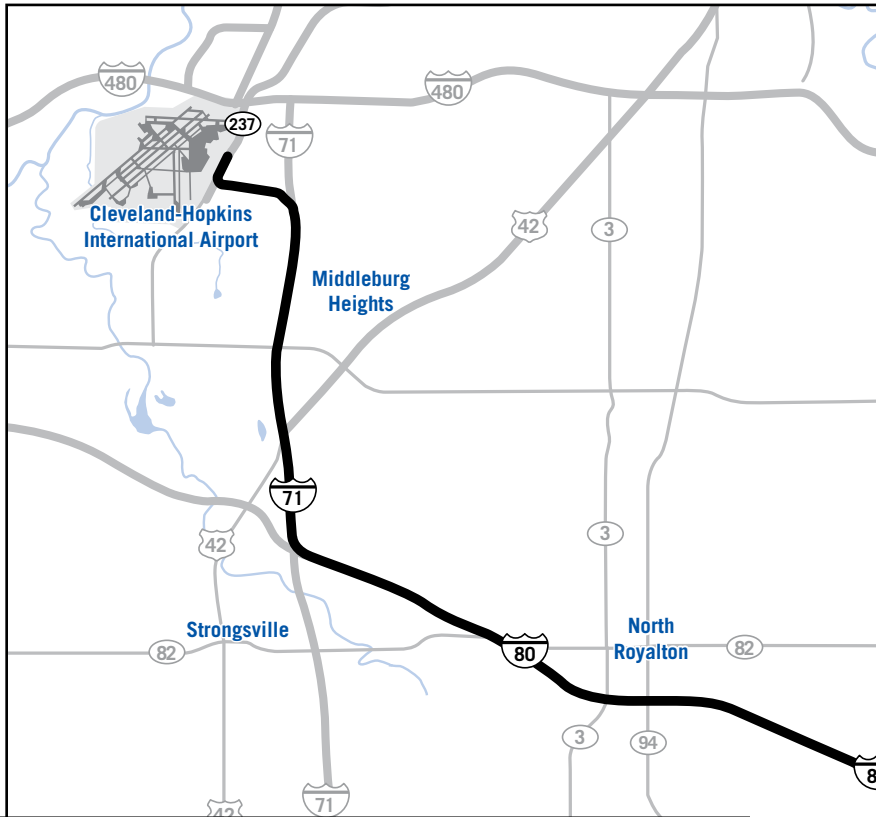 480
480
237
71
Cleveland-Hopkins
International Airport
42
3
Middleburg
Heights
71
3
42
Strongsville
North
Royalton
82
80
82
3
94
71
42